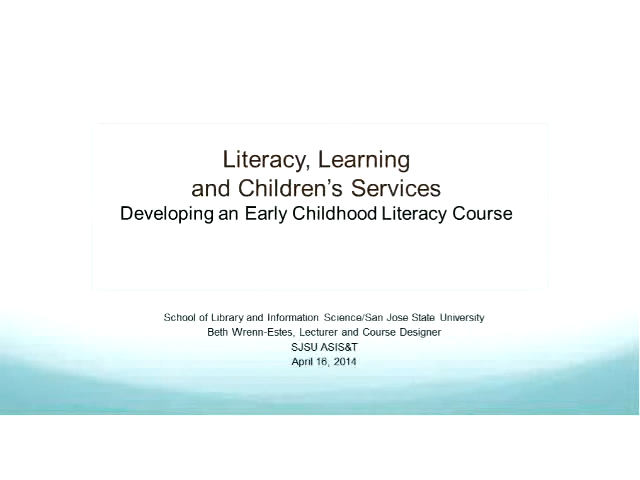 Literacy, Learning
and Children’s Services
Developing an Early Childhood Literacy Course
School of Library and Information Science/San Jose State University
Beth Wrenn-Estes, Lecturer and Course Designer
SJSU ASIS&T
April 16, 2014